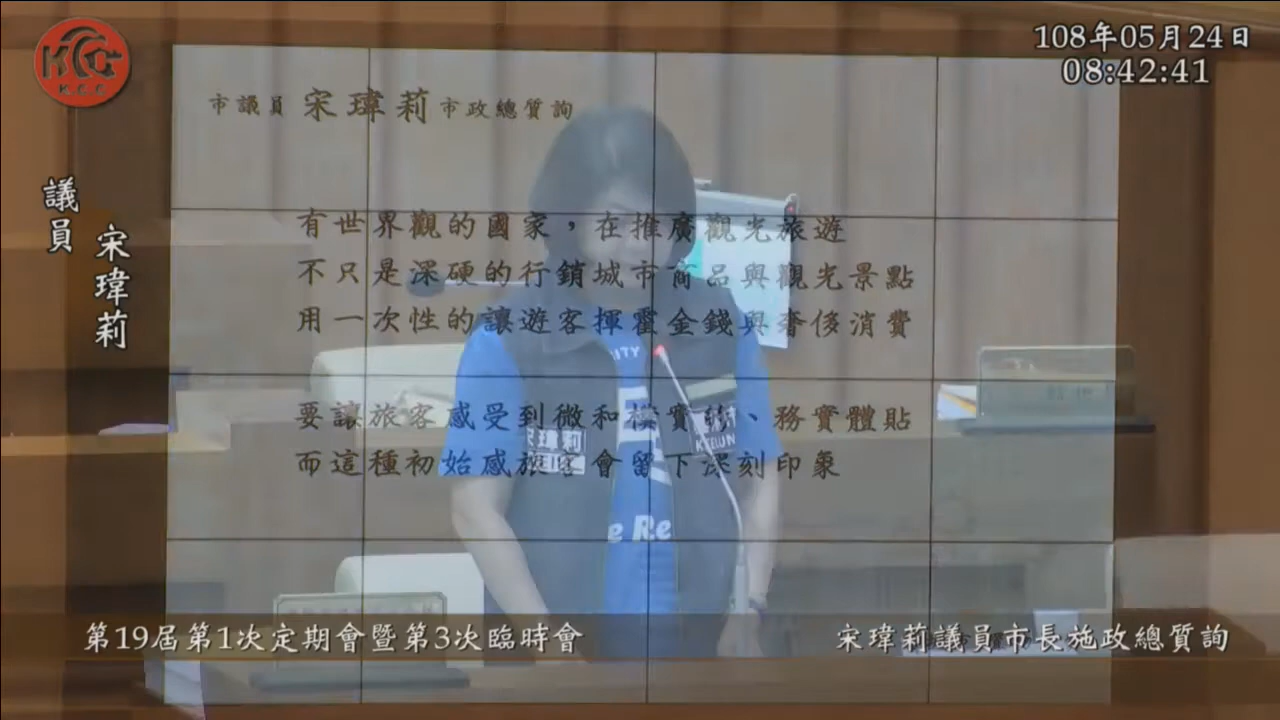 KCC
K.C.C
108年05月24日
08:42:41
市議員 宋瑋莉 市政總質詢
議員
宋瑋莉
有世界觀的國家，在推廣觀光旅遊
不只是深硬的行銷城市商品與觀光景點
用一次性的讓遊客揮霍金錢與奢侈消費
要讓旅客感受到微和樸實的、務實體貼
而這種初始感旅客會留下深刻印象
ITY
宋瑋莉
KEELUN
e Re
第19屆第1次定期會暨第3次臨時會
宋瑋莉議員市長施政總質詢